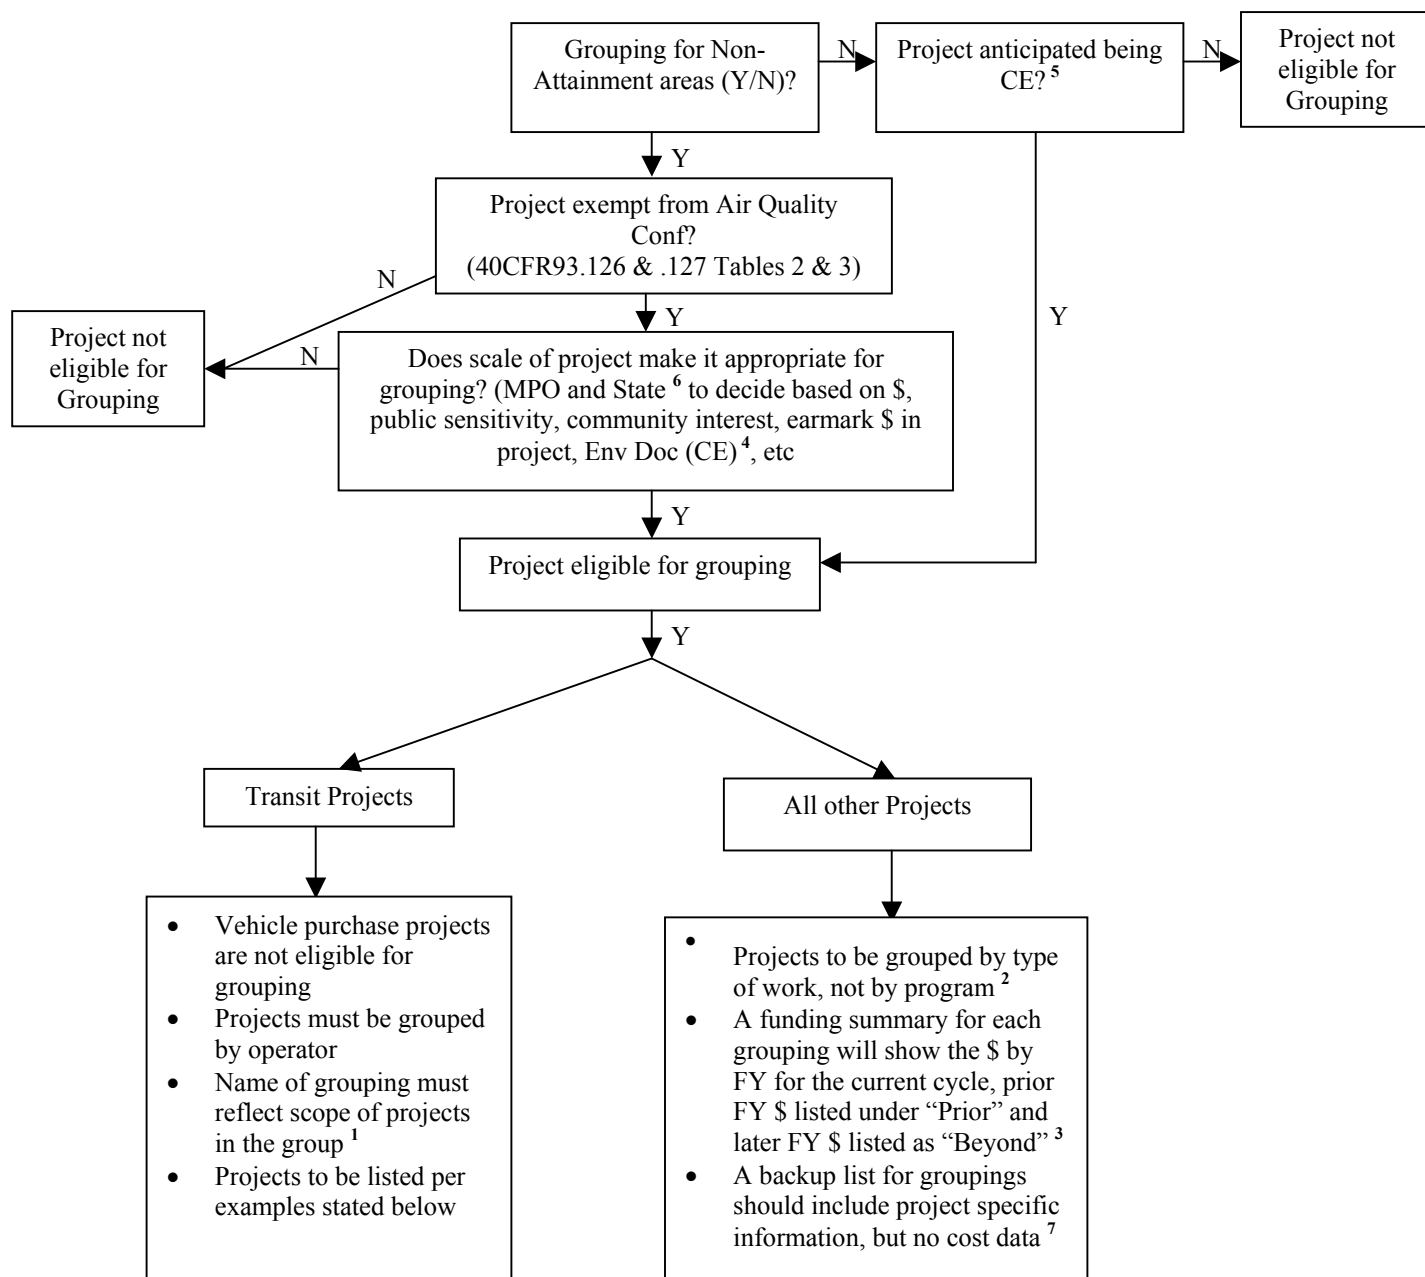 Grouping for Non-
Attainment areas (Y/N)?
N
Project anticipated being
CE? 5
N
Project not
eligible for
Grouping
Y
Project exempt from Air Quality
Conf?
(40CFR93.126 & .127 Tables 2 & 3)
N
Y
Y
Project not
eligible for
Grouping
N
Does scale of project make it appropriate for
grouping? (MPO and State 6 to decide based on $,
public sensitivity, community interest, earmark $ in
project, Env Doc (CE) 4, etc
Y
Project eligible for grouping
Y
Transit Projects
All other Projects
• Vehicle purchase projects
are not eligible for
grouping
• Projects must be grouped
by operator
• Name of grouping must
reflect scope of projects
in the group 1
• Projects to be listed per
examples stated below
• Projects to be grouped by type
of work, not by program 2
• A funding summary for each
grouping will show the $ by
FY for the current cycle, prior
FY $ listed under “Prior” and
later FY $ listed as “Beyond” 3
• A backup list for groupings
should include project specific
information, but no cost data 7